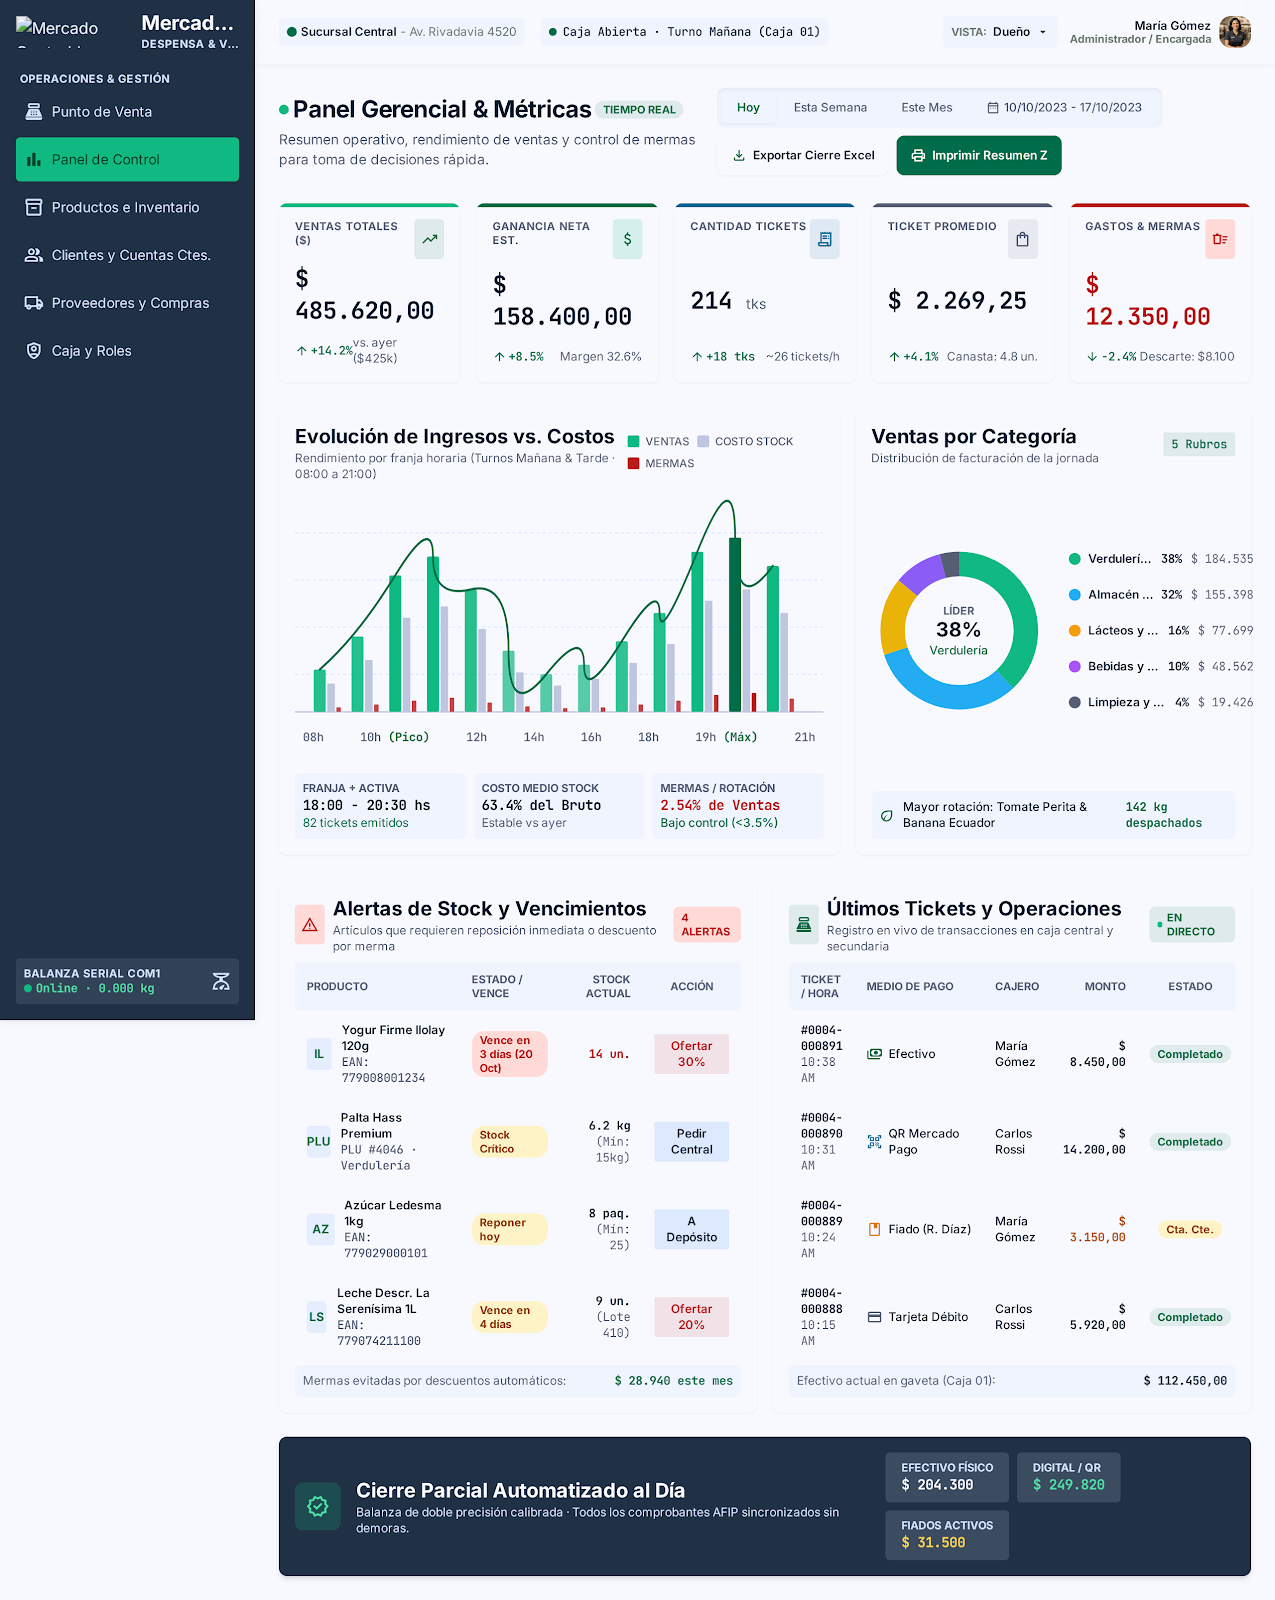 Mercado
Mercad...
DESPENSA & V...
OPERACIONES & GESTIÓN
Punto de Venta
Panel de Control
Productos e Inventario
Clientes y Cuentas Ctes.
Proveedores y Compras
Caja y Roles
BALANZA SERIAL COM1
Online · 0.000 kg
Sucursal Central - Av. Rivadavia 4520
Caja Abierta · Turno Mañana (Caja 01)
VISTA: Dueño
María Gómez
Administrador / Encargada
Panel Gerencial & Métricas TIEMPO REAL
Resumen operativo, rendimiento de ventas y control de mermas
para toma de decisiones rápida.
Hoy Esta Semana Este Mes 10/10/2023 - 17/10/2023
Exportar Cierre Excel Imprimir Resumen Z
VENTAS TOTALES
($)
$
485.620,00
+14.2% vs. ayer
($425k)
GANANCIA NETA
EST.
$
$
158.400,00
+8.5% Margen 32.6%
CANTIDAD TICKETS
214 tks
+18 tks ~26 tickets/h
TICKET PROMEDIO
$ 2.269,25
+4.1% Canasta: 4.8 un.
GASTOS & MERMAS
$
12.350,00
-2.4% Descarte: $8.100
Evolución de Ingresos vs. Costos
Rendimiento por franja horaria (Turnos Mañana & Tarde ·
08:00 a 21:00)
VENTAS COSTO STOCK
MERMAS
08h 10h (Pico) 12h 14h 16h 18h 19h (Máx) 21h
FRANJA + ACTIVA
18:00 - 20:30 hs
82 tickets emitidos
COSTO MEDIO STOCK
63.4% del Bruto
Estable vs ayer
MERMAS / ROTACIÓN
2.54% de Ventas
Bajo control (<3.5%)
Ventas por Categoría
Distribución de facturación de la jornada
5 Rubros
LÍDER
38%
Verdulería
Verdulerí... 38% $ 184.535
Almacén ... 32% $ 155.398
Lácteos y ... 16% $ 77.699
Bebidas y ... 10% $ 48.562
Limpieza y ... 4% $ 19.426
Mayor rotación: Tomate Perita &
Banana Ecuador
142 kg
despachados
Alertas de Stock y Vencimientos
Artículos que requieren reposición inmediata o descuento
por merma
4
ALERTAS
PRODUCTO ESTADO /
VENCE STOCK
ACTUAL ACCIÓN
IL
Yogur Firme Ilolay
120g
EAN:
779008001234
Vence en
3 días (20
Oct)
14 un.
Ofertar
30%
PLU
Palta Hass
Premium
PLU #4046 ·
Verdulería
Stock
Crítico
6.2 kg
(Mín:
15kg)
Pedir
Central
AZ
Azúcar Ledesma
1kg
EAN:
779029000101
Reponer
hoy
8 paq.
(Mín:
25)
A
Depósito
LS
Leche Descr. La
Serenísima 1L
EAN:
779074211100
Vence en
4 días
9 un.
(Lote
410)
Ofertar
20%
Mermas evitadas por descuentos automáticos: $ 28.940 este mes
Últimos Tickets y Operaciones
Registro en vivo de transacciones en caja central y
secundaria
EN
DIRECTO
TICKET
/ HORA MEDIO DE PAGO CAJERO MONTO ESTADO
#0004-
000891
10:38
AM
Efectivo
María
Gómez
$
8.450,00
Completado
#0004-
000890
10:31
AM
QR Mercado
Pago
Carlos
Rossi
$
14.200,00
Completado
#0004-
000889
10:24
AM
Fiado (R. Díaz)
María
Gómez
$
3.150,00
Cta. Cte.
#0004-
000888
10:15
AM
Tarjeta Débito
Carlos
Rossi
$
5.920,00
Completado
Efectivo actual en gaveta (Caja 01): $ 112.450,00
Cierre Parcial Automatizado al Día
Balanza de doble precisión calibrada · Todos los comprobantes AFIP sincronizados sin
demoras.
EFECTIVO FÍSICO
$ 204.300
DIGITAL / QR
$ 249.820
FIADOS ACTIVOS
$ 31.500